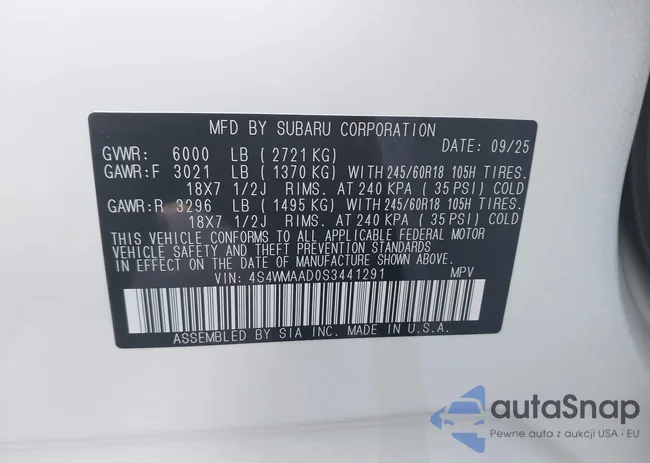 MFD BY SUBARU CORPORATION
DATE: 09/25
GVWR: 6000 LB ( 2721 KG)
GAWR:F 3021 LB ( 1370 KG) WITH 245/60R18 105H TIRES.
18X7 1/2J RIMS. AT 240 KPA ( 35 PSI) COLD
GAWR:R 3296 LB ( 1495 KG) WITH 245/60R18 105H TIRES.
18X7 1/2J RIMS. AT 240 KPA ( 35 PSI) COLD
THIS VEHICLE CONFORMS TO ALL APPLICABLE FEDERAL MOTOR
VEHICLE SAFETY AND THEFT PREVENTION STANDARDS
IN EFFECT ON THE DATE OF MANUFACTURE SHOWN ABOVE.
VIN: 4S4WMAAD0S3441291 MPV
ASSEMBLED BY SIA INC. MADE IN U.S.A.
autoSnap
Pewne auta z aukcji USA i EU